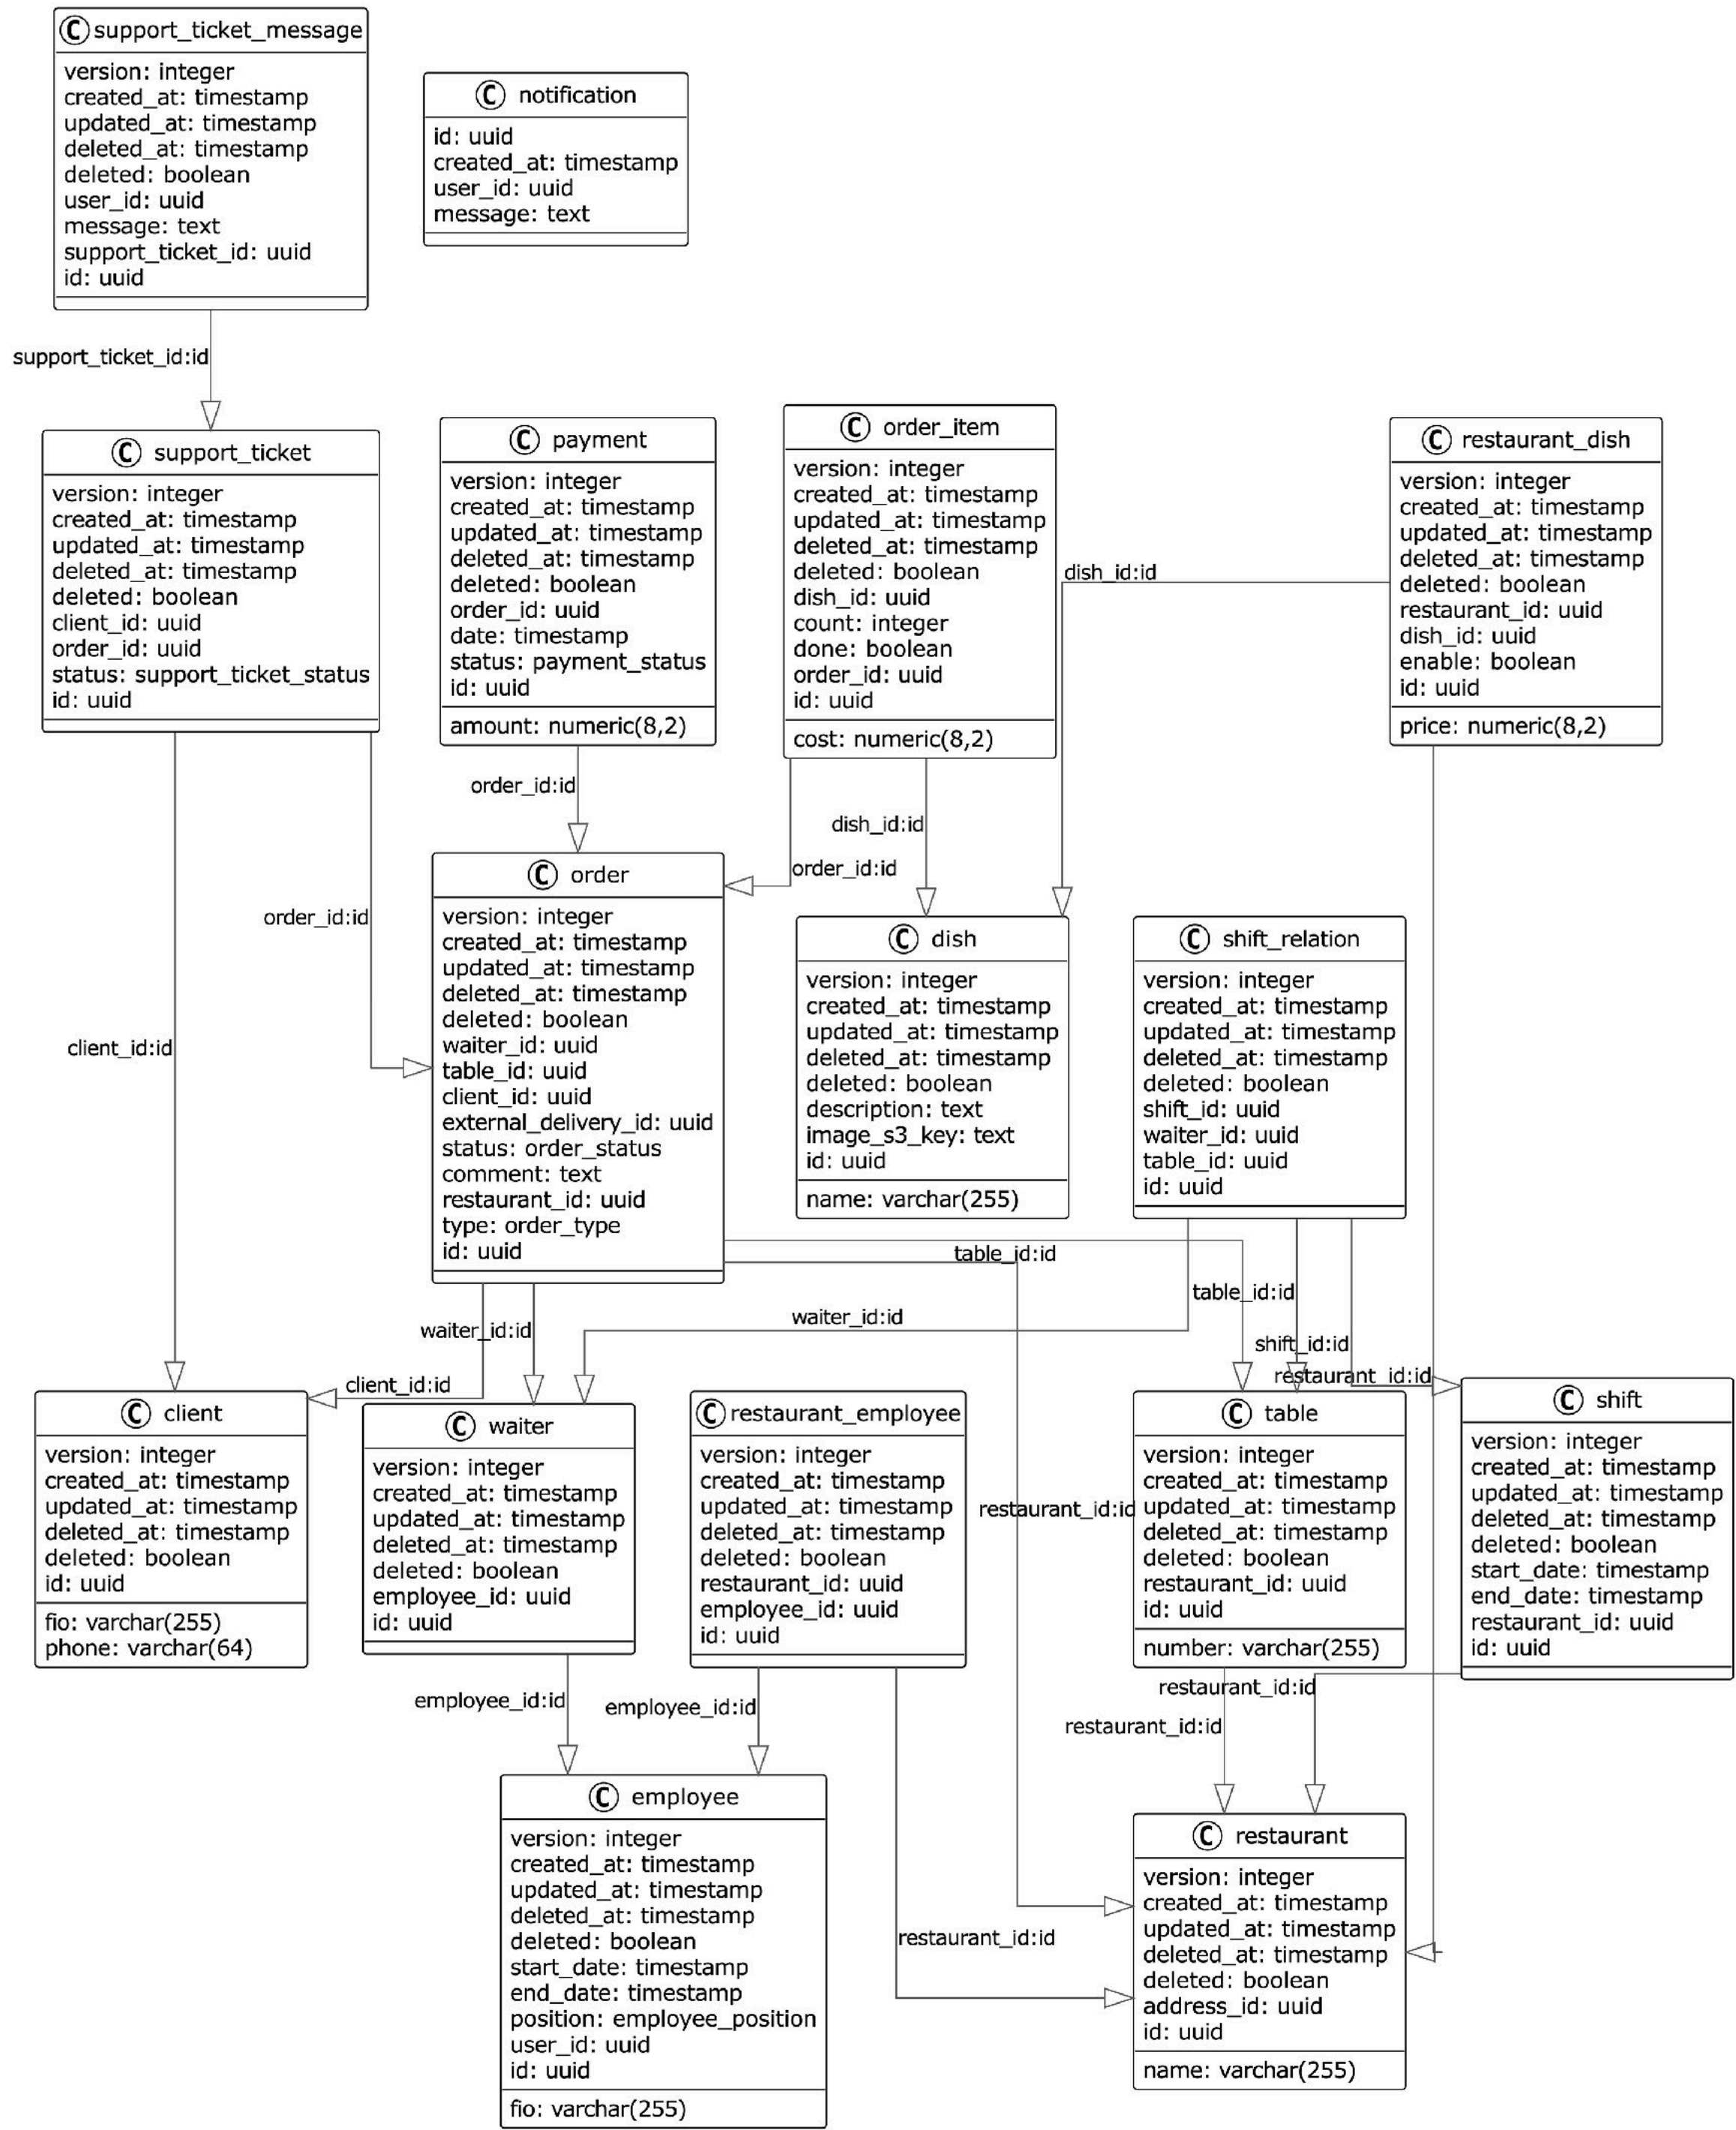 C support_ticket_message
version: integer
created_at: timestamp
updated_at: timestamp
deleted_at: timestamp
deleted: boolean
user_id: uuid
message: text
support_ticket_id: uuid
id: uuid
C notification
id: uuid
created_at: timestamp
user_id: uuid
message: text
support_ticket_id:id
C support_ticket
version: integer
created_at: timestamp
updated_at: timestamp
deleted_at: timestamp
deleted: boolean
client_id: uuid
order_id: uuid
status: support_ticket_status
id: uuid
C payment
version: integer
created_at: timestamp
updated_at: timestamp
deleted_at: timestamp
deleted: boolean
order_id: uuid
date: timestamp
status: payment_status
id: uuid
amount: numeric(8,2)
C order_item
version: integer
created_at: timestamp
updated_at: timestamp
deleted_at: timestamp
deleted: boolean
dish_id: uuid
count: integer
done: boolean
order_id: uuid
id: uuid
cost: numeric(8,2)
dish_id:id
C restaurant_dish
version: integer
created_at: timestamp
updated_at: timestamp
deleted_at: timestamp
deleted: boolean
restaurant_id: uuid
dish_id: uuid
enable: boolean
id: uuid
price: numeric(8,2)
order_id:id
dish_id:id
order_id:id
order_id:id
client_id:id
C order
version: integer
created_at: timestamp
updated_at: timestamp
deleted_at: timestamp
deleted: boolean
waiter_id: uuid
table_id: uuid
client_id: uuid
external_delivery_id: uuid
status: order_status
comment: text
restaurant_id: uuid
type: order_type
id: uuid
C dish
version: integer
created_at: timestamp
updated_at: timestamp
deleted_at: timestamp
deleted: boolean
description: text
image_s3_key: text
id: uuid
name: varchar(255)
C shift_relation
version: integer
created_at: timestamp
updated_at: timestamp
deleted_at: timestamp
deleted: boolean
shift_id: uuid
waiter_id: uuid
table_id: uuid
id: uuid
table_id:id
table_id:id
waiter_id:id
waiter_id:id
shift_id:id
restaurant_id:id
client_id:id
C client
version: integer
created_at: timestamp
updated_at: timestamp
deleted_at: timestamp
deleted: boolean
id: uuid
fio: varchar(255)
phone: varchar(64)
C waiter
version: integer
created_at: timestamp
updated_at: timestamp
deleted_at: timestamp
deleted: boolean
employee_id: uuid
id: uuid
C restaurant_employee
version: integer
created_at: timestamp
updated_at: timestamp
deleted_at: timestamp
deleted: boolean
restaurant_id: uuid
employee_id: uuid
id: uuid
restaurant_id:id
C table
version: integer
created_at: timestamp
updated_at: timestamp
deleted_at: timestamp
deleted: boolean
restaurant_id: uuid
id: uuid
number: varchar(255)
C shift
version: integer
created_at: timestamp
updated_at: timestamp
deleted_at: timestamp
deleted: boolean
start_date: timestamp
end_date: timestamp
restaurant_id: uuid
id: uuid
employee_id:id
employee_id:id
restaurant_id:id
restaurant_id:id
C employee
version: integer
created_at: timestamp
updated_at: timestamp
deleted_at: timestamp
deleted: boolean
start_date: timestamp
end_date: timestamp
position: employee_position
user_id: uuid
id: uuid
fio: varchar(255)
restaurant_id:id
C restaurant
version: integer
created_at: timestamp
updated_at: timestamp
deleted_at: timestamp
deleted: boolean
address_id: uuid
id: uuid
name: varchar(255)